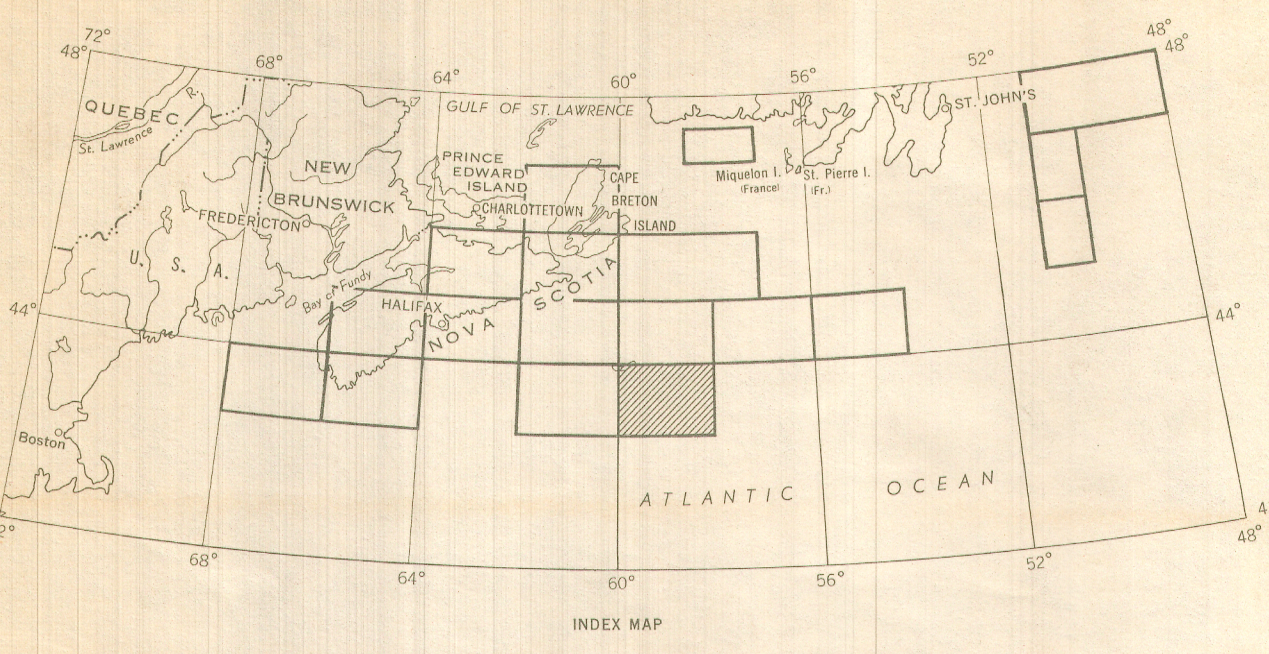 72°
48°
68°
64°
60°
56°
52°
48°
48°
QUEBEC
R.
St. Lawrence
GULF OF ST. LAWRENCE
ST. JOHN'S
NEW
BRUNSWICK
PRINCE
EDWARD
ISLAND
CHARLOTTETOWN
CAPE
BRETON
ISLAND
Miquelon I.
(France)
St. Pierre I.
(Fr.)
FREDERICTON
U. S. A.
Bay of Fundy
HALIFAX
NOVA SCOTIA
44°
44°
Boston
ATLANTIC OCEAN
2°
68°
64°
60°
56°
52°
48°
4
INDEX MAP